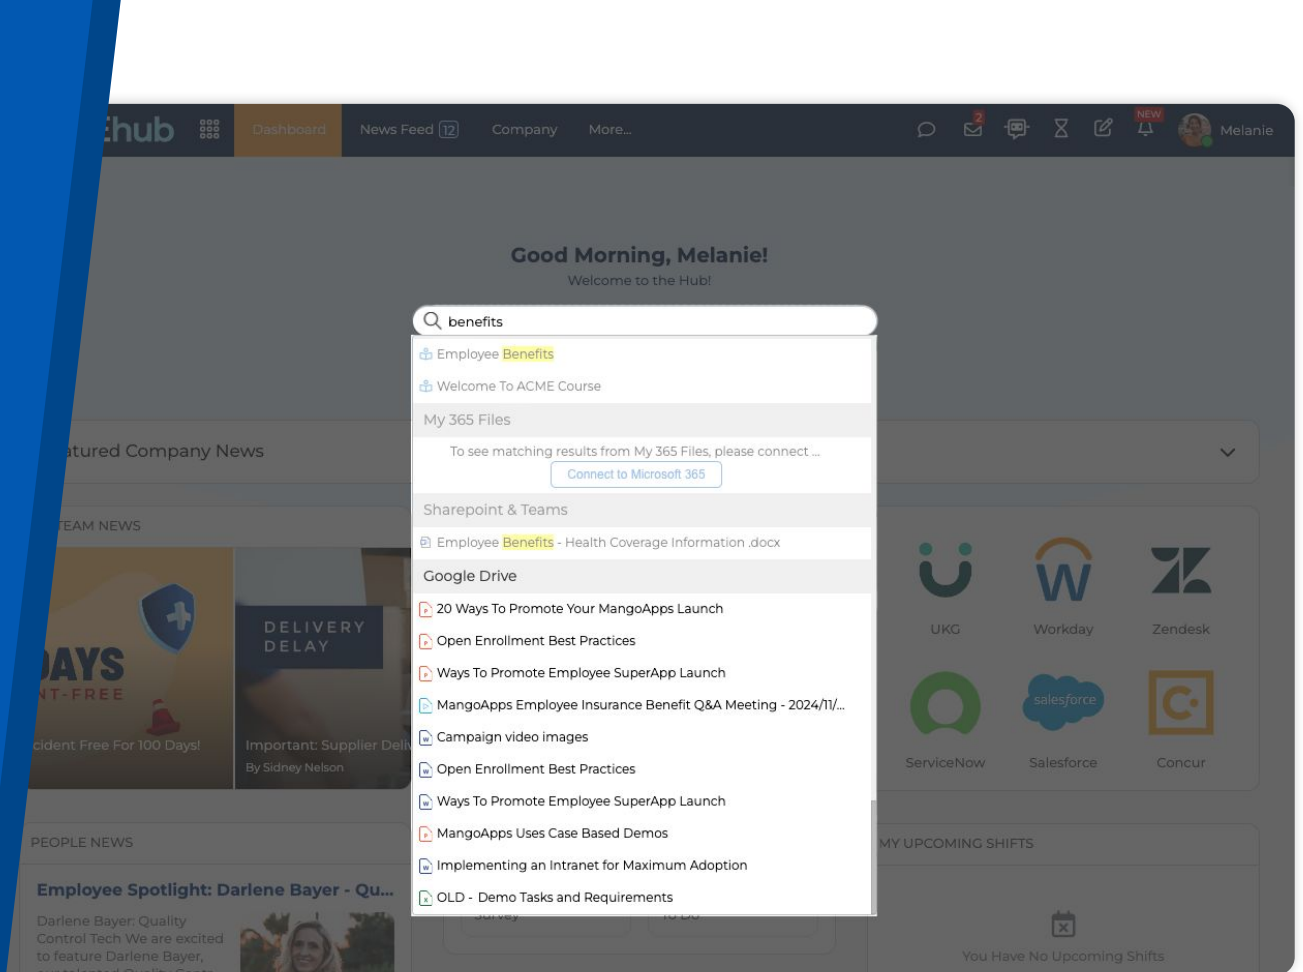 Ehub
Dashboard
News Feed 12
Company
More...
2
NEW
Melanie
Good Morning, Melanie!
Welcome to the Hub!
benefits
Employee Benefits
Welcome To ACME Course
My 365 Files
To see matching results from My 365 Files, please connect ...
Connect to Microsoft 365
Sharepoint & Teams
Employee Benefits - Health Coverage Information .docx
Google Drive
20 Ways To Promote Your MangoApps Launch
Open Enrollment Best Practices
Ways To Promote Employee SuperApp Launch
MangoApps Employee Insurance Benefit Q&A Meeting - 2024/11/...
Campaign video images
Open Enrollment Best Practices
Ways To Promote Employee SuperApp Launch
MangoApps Uses Case Based Demos
Implementing an Intranet for Maximum Adoption
OLD - Demo Tasks and Requirements
Survey
To Do
atured Company News
TEAM NEWS
DAYS
NT-FREE
cident Free For 100 Days!
DELIVERY
DELAY
Important: Supplier Deli
By Sidney Nelson
UKG
Workday
Zendesk
salesforce
ServiceNow
Salesforce
Concur
PEOPLE NEWS
Employee Spotlight: Darlene Bayer - Qu...
Darlene Bayer: Quality
Control Tech We are excited
to feature Darlene Bayer,
MY UPCOMING SHIFTS
You Have No Upcoming Shifts